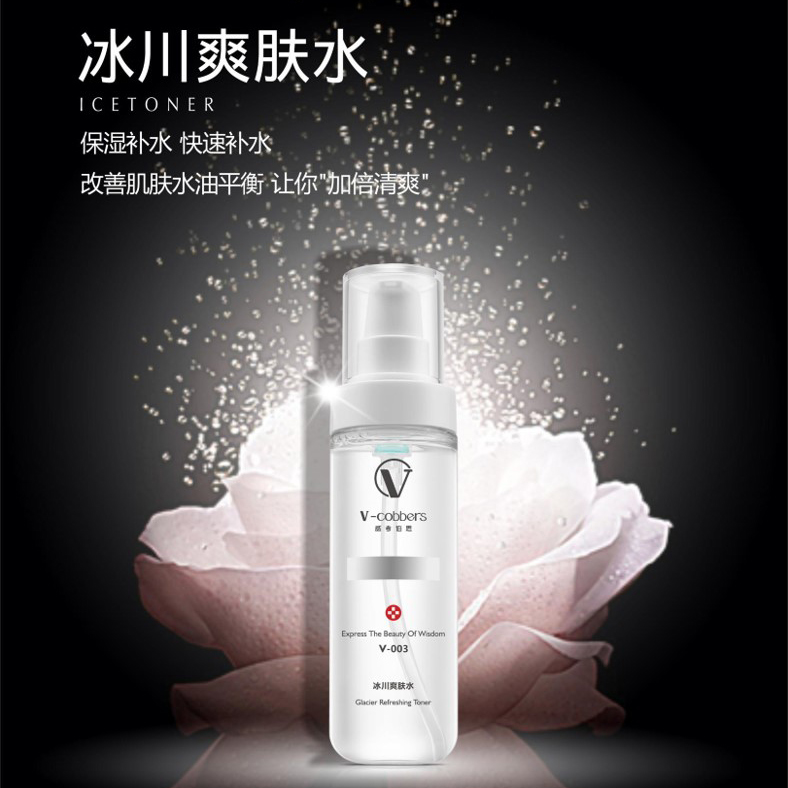 冰川爽肤水
ICETONER
保湿补水 快速补水
改善肌肤水油平衡 让你"加倍清爽"
V
V-cobbers
Express The Beauty Of Wisdom
V-003
冰川爽肤水
Glacier Refreshing Toner